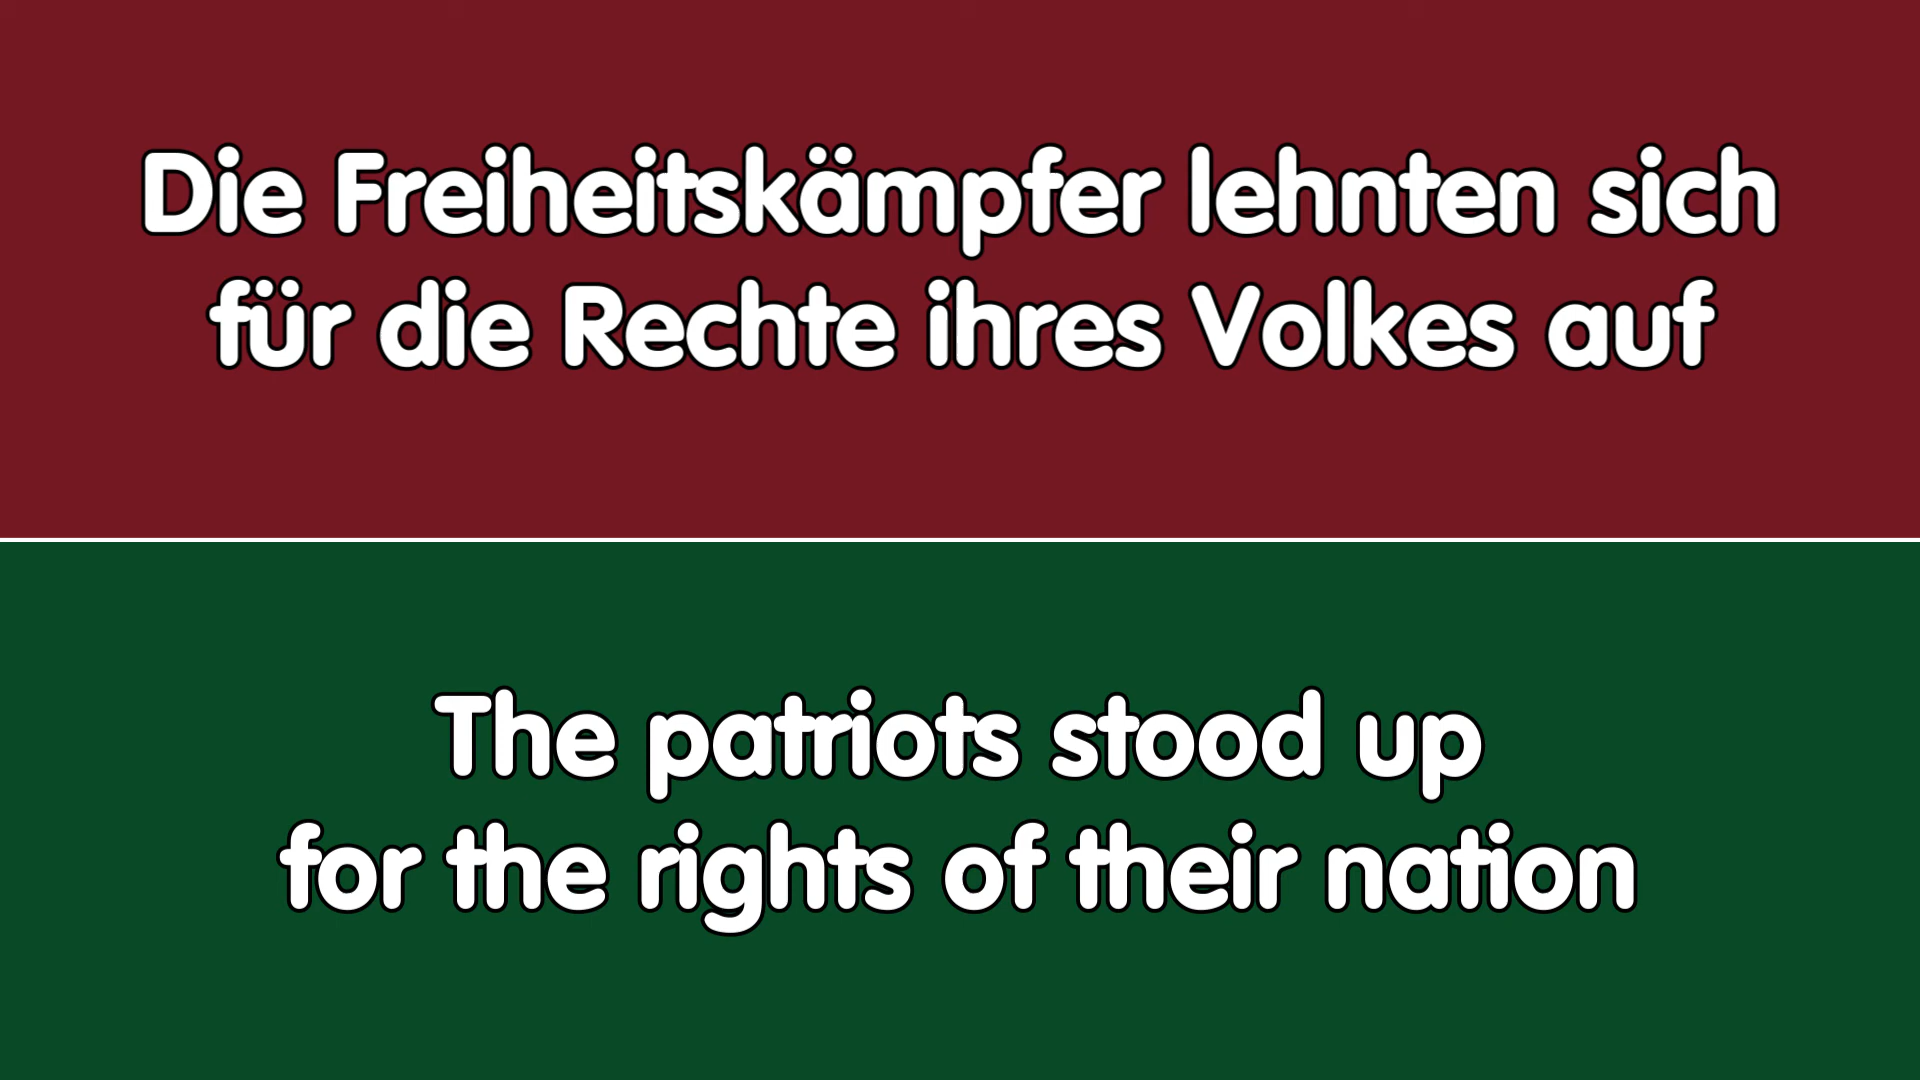 Die Freiheitskämpfer lehnten sich
für die Rechte ihres Volkes auf
The patriots stood up
for the rights of their nation